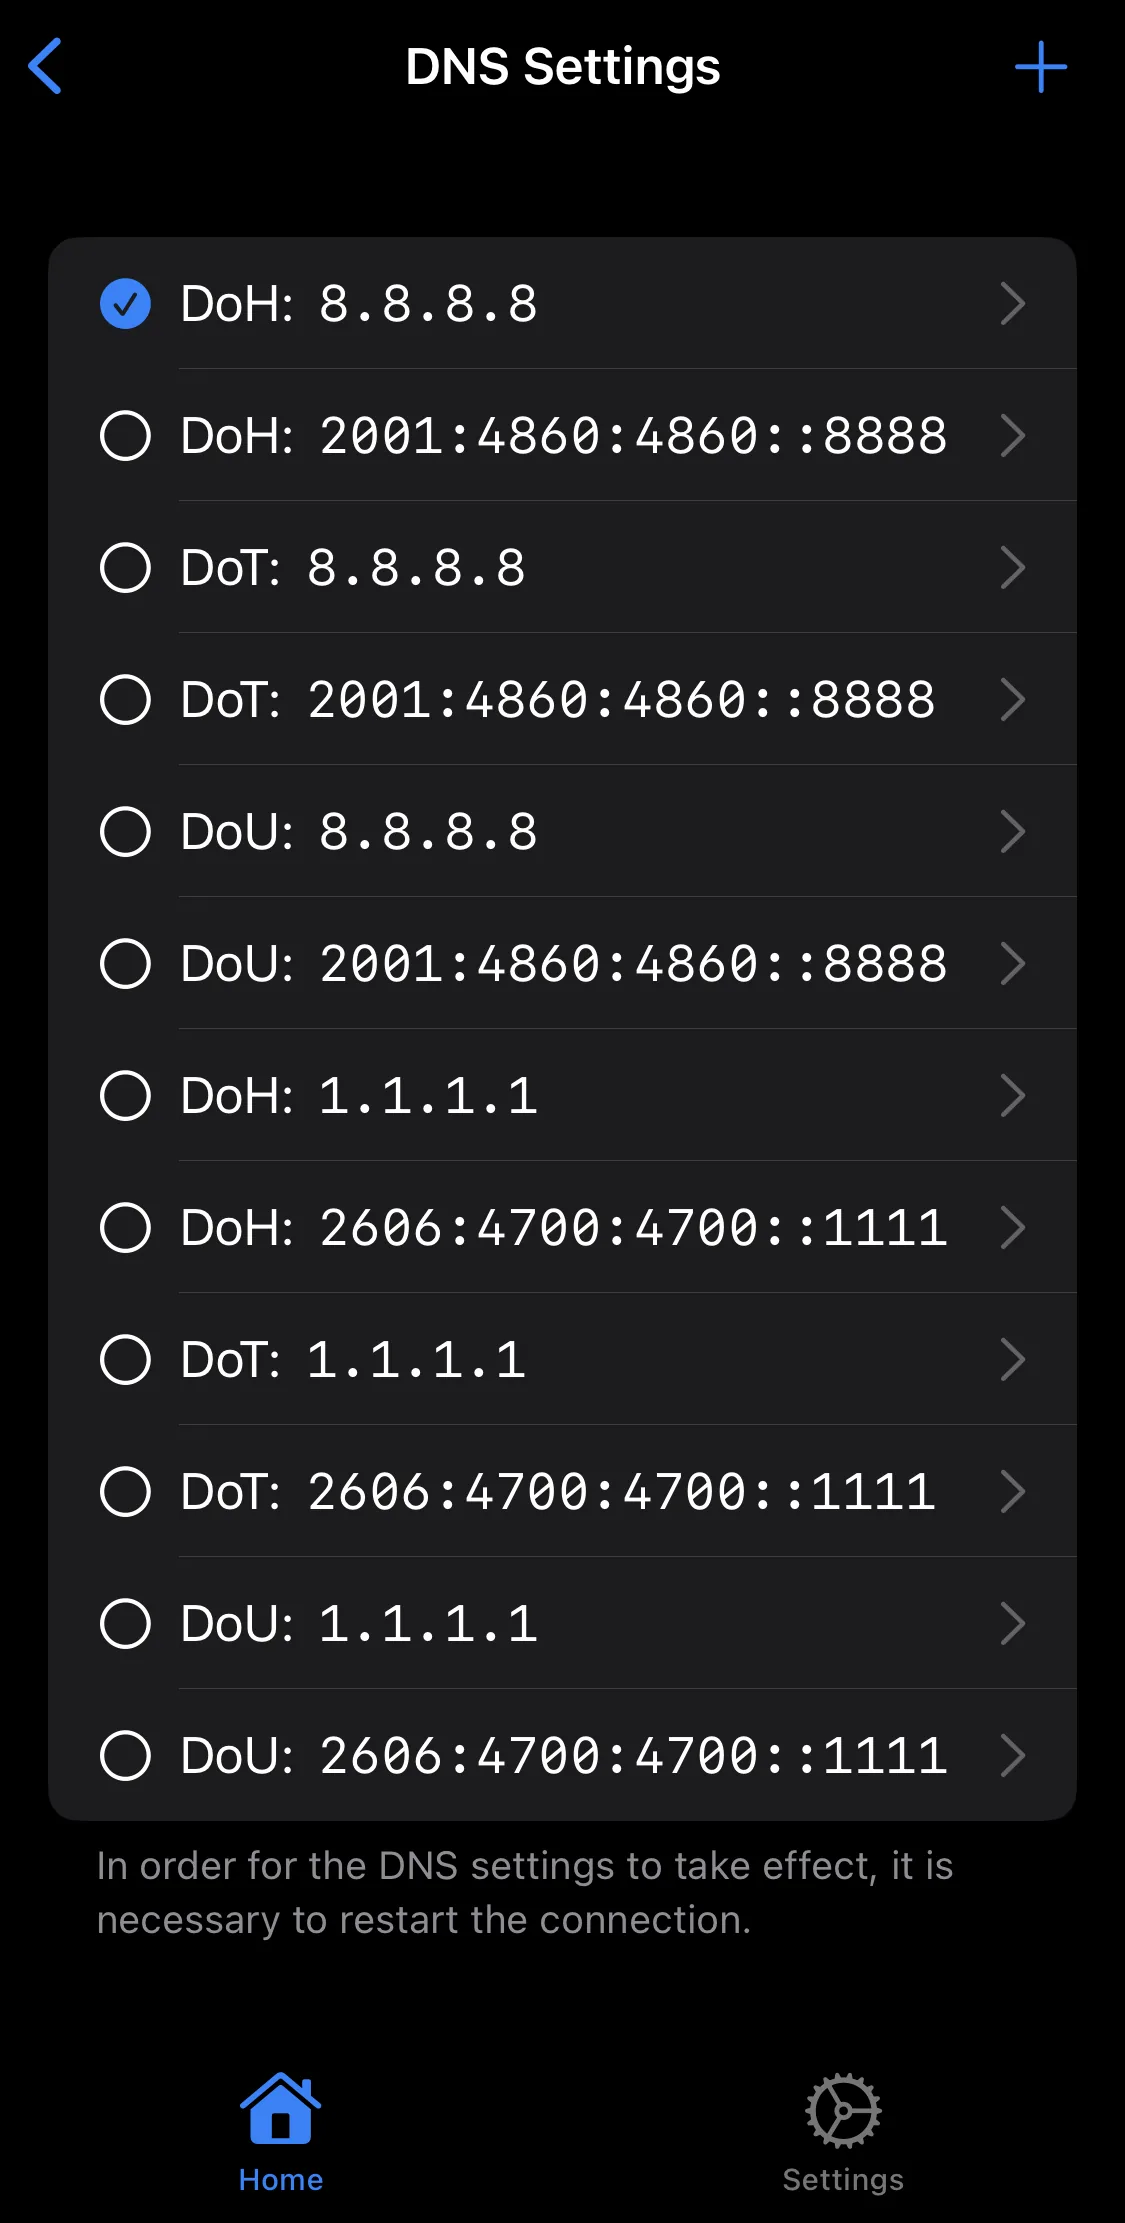 DNS Settings
DoH: 8.8.8.8
DoH: 2001:4860:4860::8888
DoT: 8.8.8.8
DoT: 2001:4860:4860::8888
DoU: 8.8.8.8
DoU: 2001:4860:4860::8888
DoH: 1.1.1.1
DoH: 2606:4700:4700::1111
DoT: 1.1.1.1
DoT: 2606:4700:4700::1111
DoU: 1.1.1.1
DoU: 2606:4700:4700::1111
In order for the DNS settings to take effect, it is
necessary to restart the connection.
Home
Settings